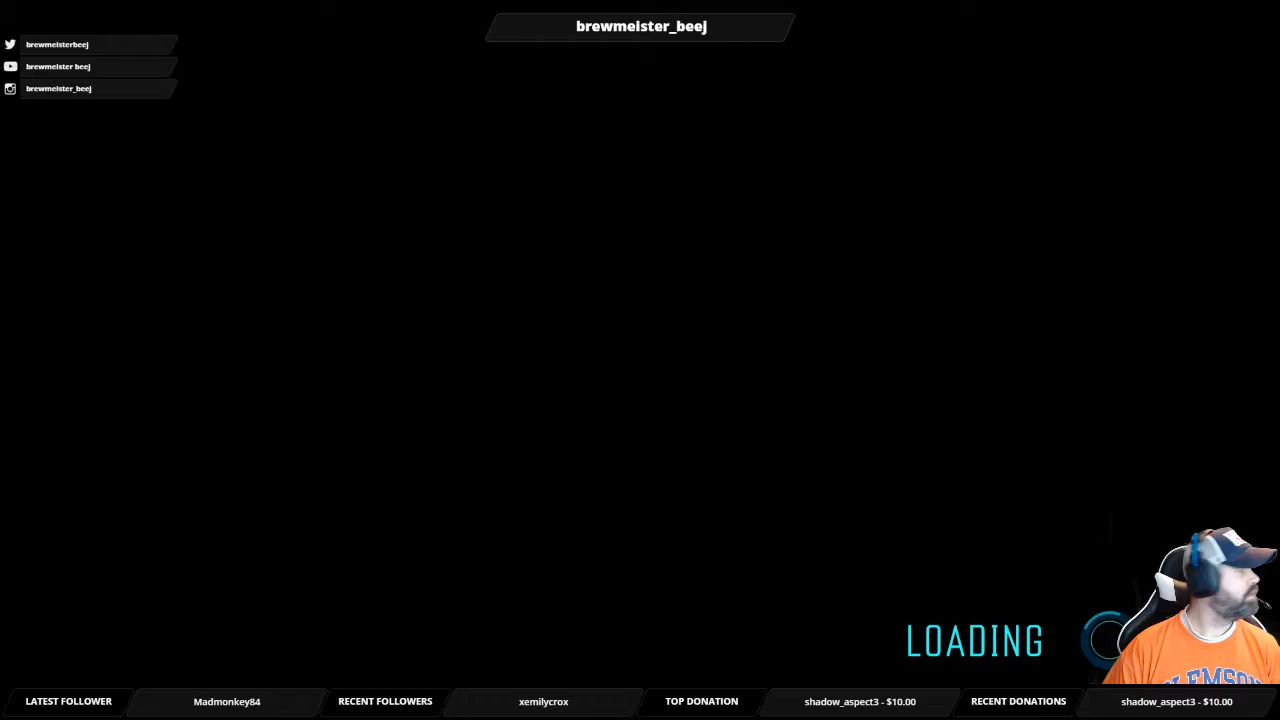 brewmeister_beej
brewmeisterbeej
brewmeister beej
brewmeister_beej
LOADING
CLEMSON
LATEST FOLLOWER Madmonkey84 RECENT FOLLOWERS xemilycrox TOP DONATION shadow_aspect3 - $10.00 RECENT DONATIONS shadow_aspect3 - $10.00